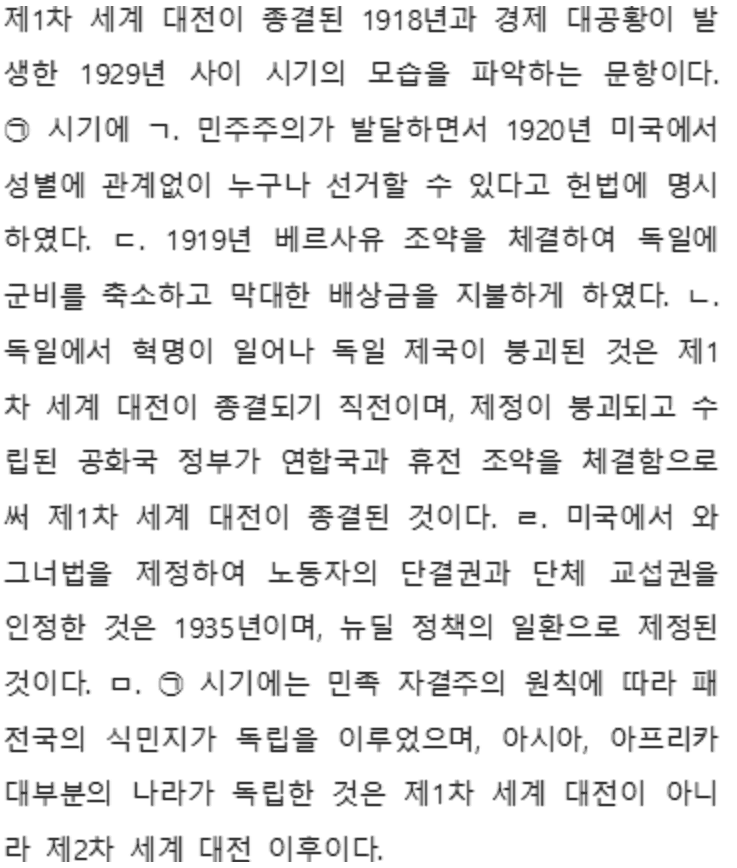 제1차 세계 대전이 종결된 1918년과 경제 대공황이 발
생한 1929년 사이 시기의 모습을 파악하는 문항이다.
㉠ 시기에 ㄱ. 민주주의가 발달하면서 1920년 미국에서
성별에 관계없이 누구나 선거할 수 있다고 헌법에 명시
하였다. ㄷ. 1919년 베르사유 조약을 체결하여 독일에
군비를 축소하고 막대한 배상금을 지불하게 하였다. ㄴ.
독일에서 혁명이 일어나 독일 제국이 붕괴된 것은 제1
차 세계 대전이 종결되기 직전이며, 제정이 붕괴되고 수
립된 공화국 정부가 연합국과 휴전 조약을 체결함으로
써 제1차 세계 대전이 종결된 것이다. ㄹ. 미국에서 와
그너법을 제정하여 노동자의 단결권과 단체 교섭권을
인정한 것은 1935년이며, 뉴딜 정책의 일환으로 제정된
것이다. ㅁ. ㉠ 시기에는 민족 자결주의 원칙에 따라 패
전국의 식민지가 독립을 이루었으며, 아시아, 아프리카
대부분의 나라가 독립한 것은 제1차 세계 대전이 아니
라 제2차 세계 대전 이후이다.